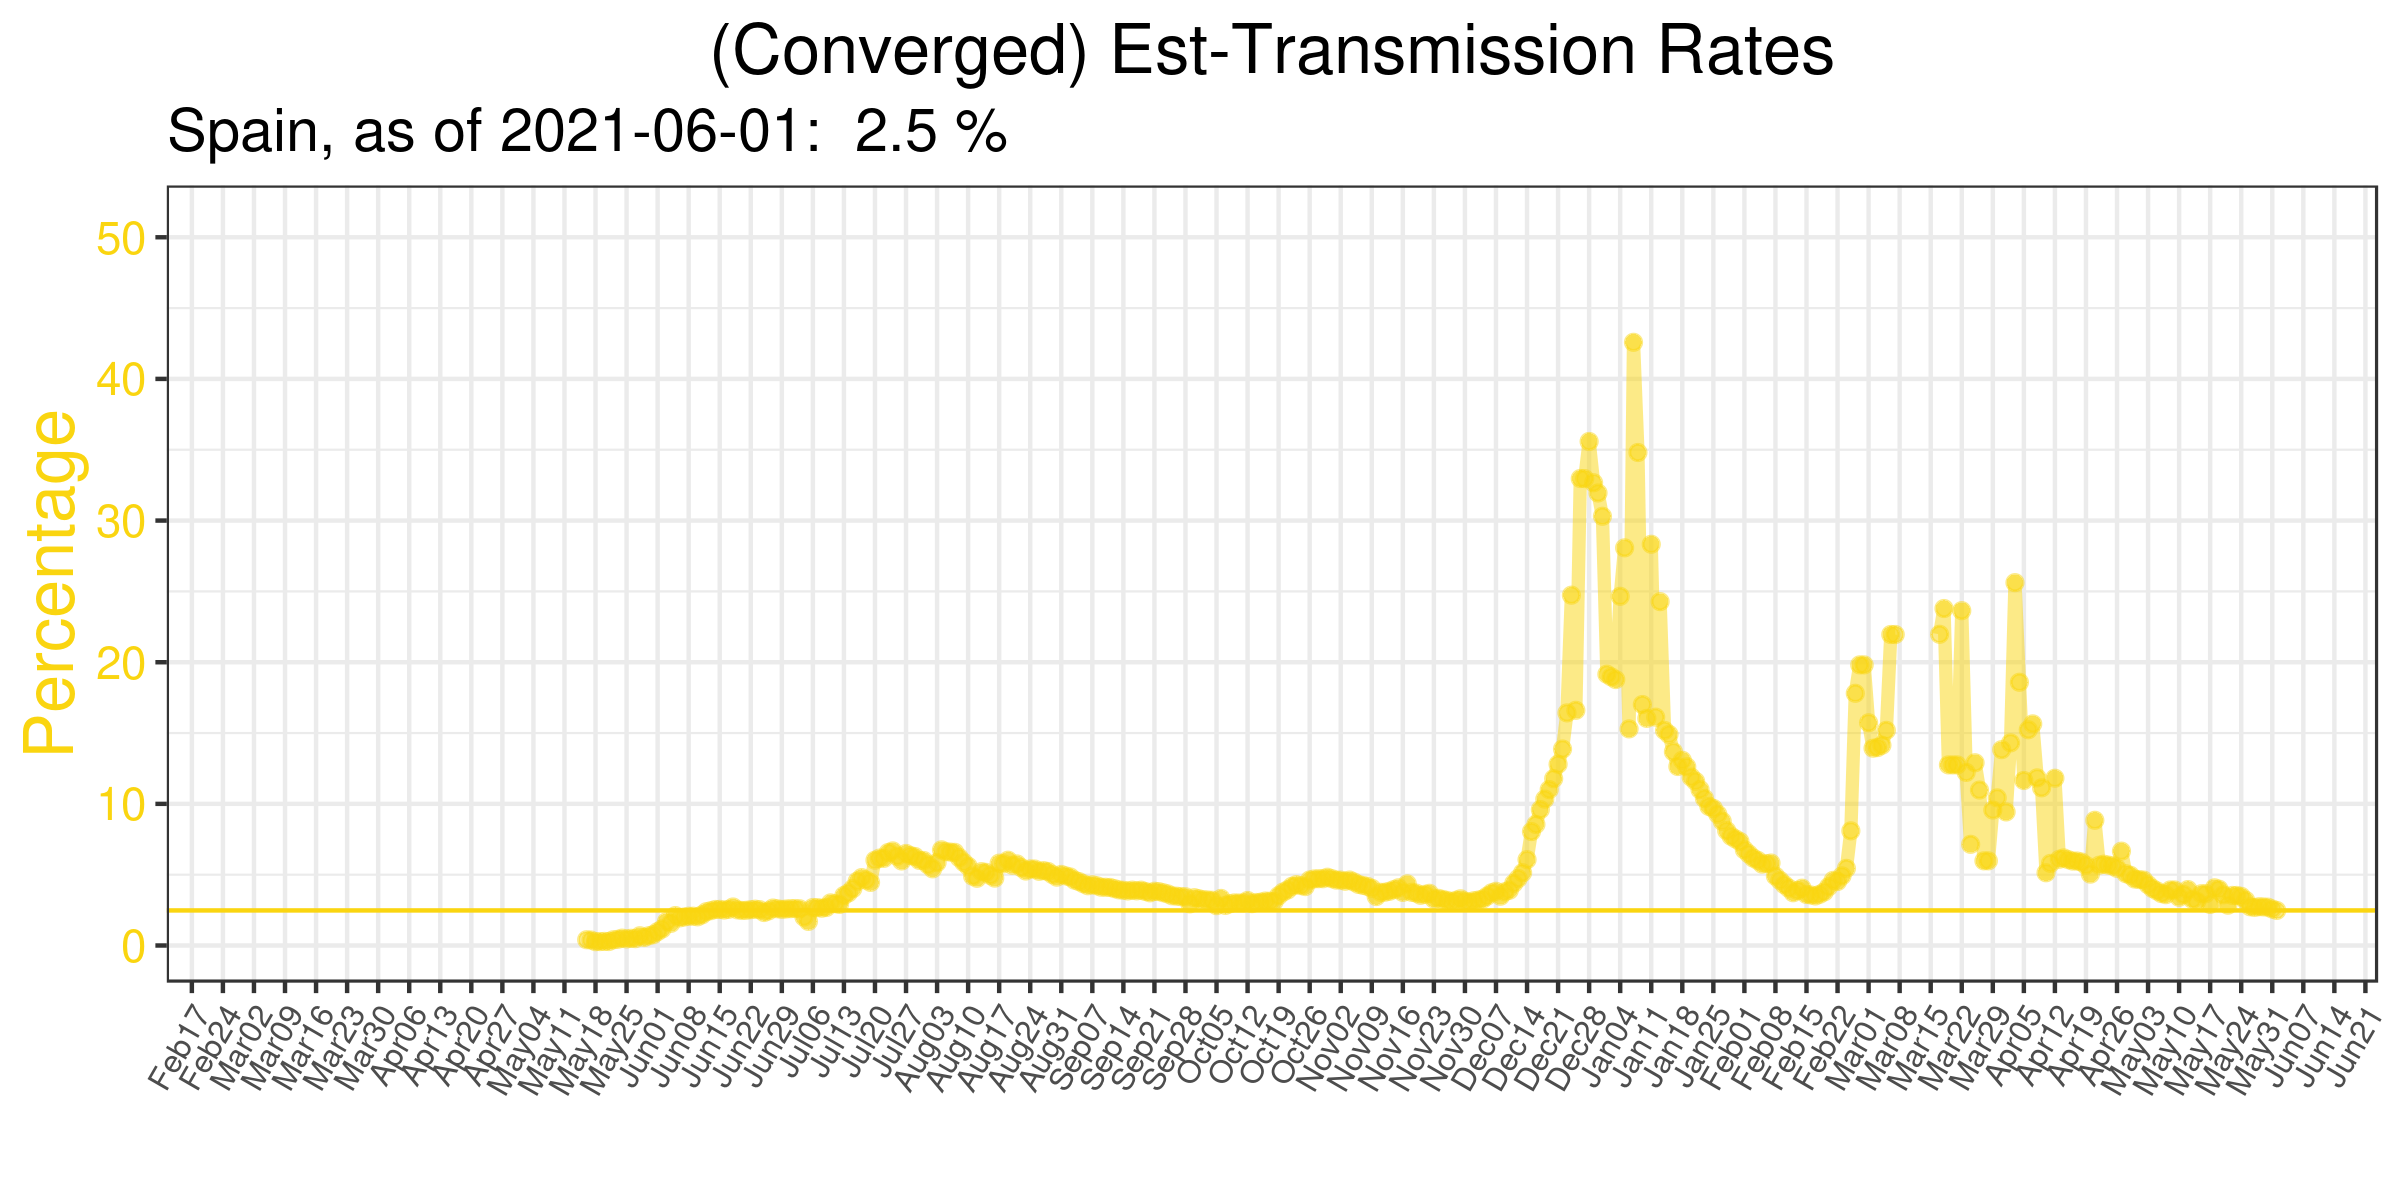 (Converged) Est-Transmission Rates
Spain, as of 2021-06-01:  2.5 %
Percentage
50
40
30
20
10
0
Feb17
Feb24
Mar02
Mar09
Mar16
Mar23
Mar30
Apr06
Apr13
Apr20
Apr27
May04
May11
May18
May25
Jun01
Jun08
Jun15
Jun22
Jun29
Jul06
Jul13
Jul20
Jul27
Aug03
Aug10
Aug17
Aug24
Aug31
Sep07
Sep14
Sep21
Sep28
Oct05
Oct12
Oct19
Oct26
Nov02
Nov09
Nov16
Nov23
Nov30
Dec07
Dec14
Dec21
Dec28
Jan04
Jan11
Jan18
Jan25
Feb01
Feb08
Feb15
Feb22
Mar01
Mar08
Mar15
Mar22
Mar29
Apr05
Apr12
Apr19
Apr26
May03
May10
May17
May24
May31
Jun07
Jun14
Jun21